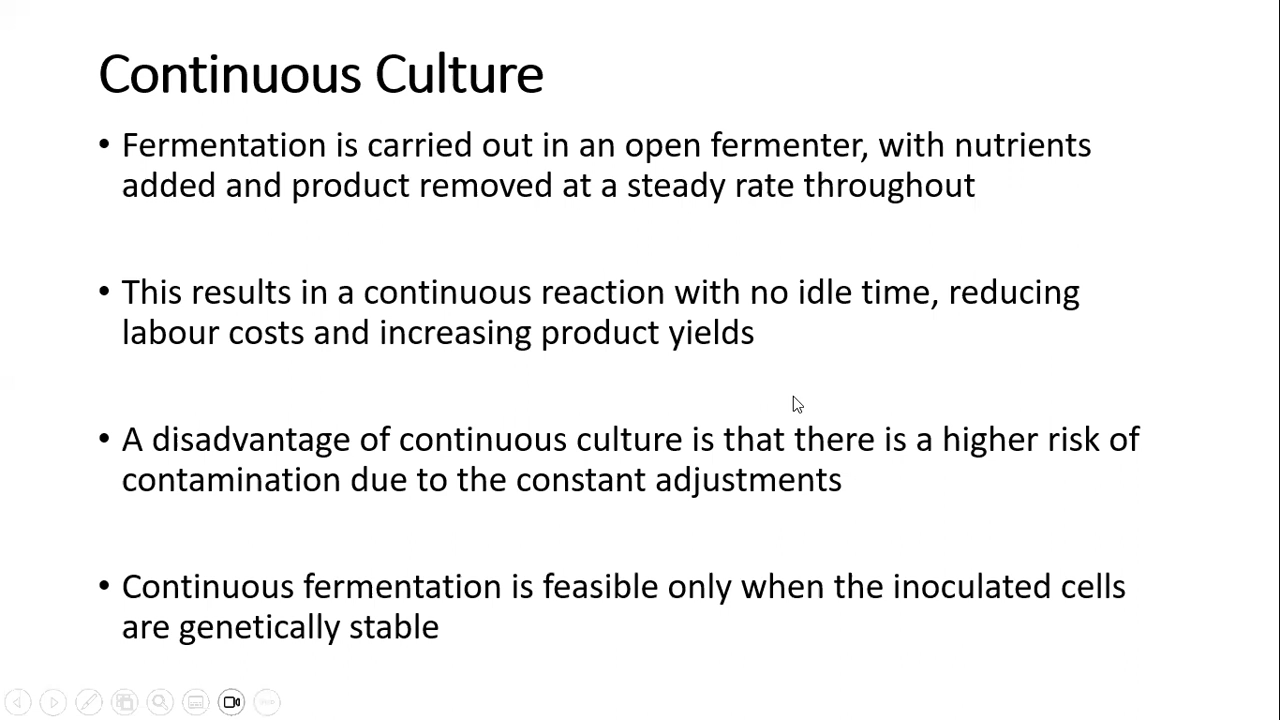 Continuous Culture
• Fermentation is carried out in an open fermenter, with nutrients
added and product removed at a steady rate throughout
• This results in a continuous reaction with no idle time, reducing
labour costs and increasing product yields
• A disadvantage of continuous culture is that there is a higher risk of
contamination due to the constant adjustments
• Continuous fermentation is feasible only when the inoculated cells
are genetically stable